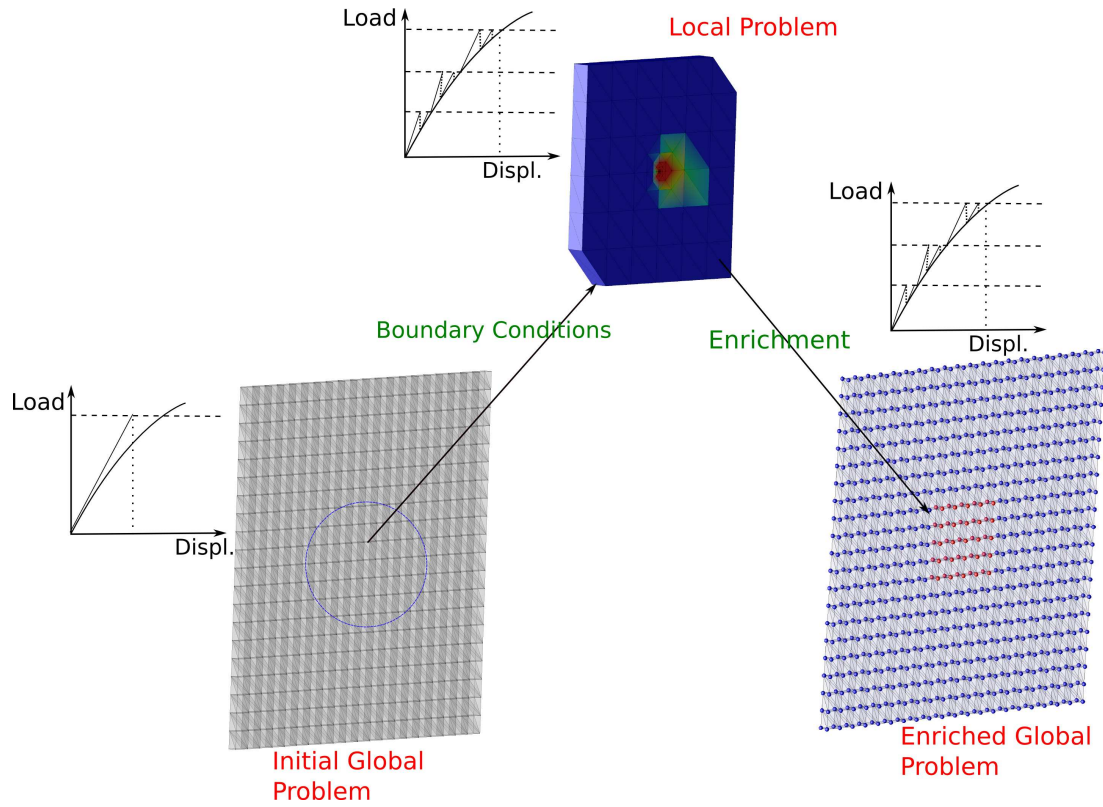 Load
Local Problem
Displ.
Load
Displ.
Boundary Conditions
Enrichment
Load
Displ.
Initial Global
Problem
Enriched Global
Problem